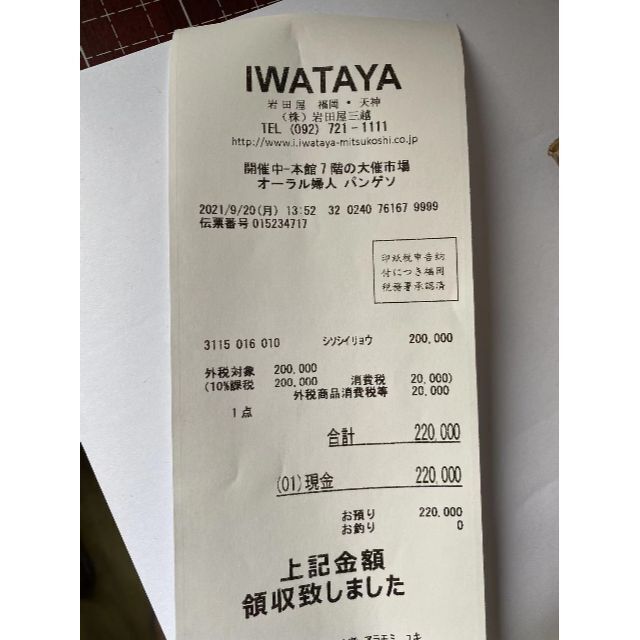 IWATAYA
岩田屋 福岡・天神
(株)岩田屋三越
TEL (092) 721-1111
http://www.i.iwataya-mitsukoshi.co.jp
開催中-本館7階の大催市場
オーラル婦人 パンゲソ
2021/9/20(月) 13:52 32 0240 76167 9999
伝票番号 015234717
印紙税申告納
付につき福岡
税務署承認済
3115 016 010 シソシイリョウ 200,000
外税対象 200,000
(10%課税 200,000 消費税 20,000)
外税商品消費税等 20,000
1点
合計 220,000
(01)現金 220,000
お預り 220,000
お釣り 0
上記金額
領収致しました